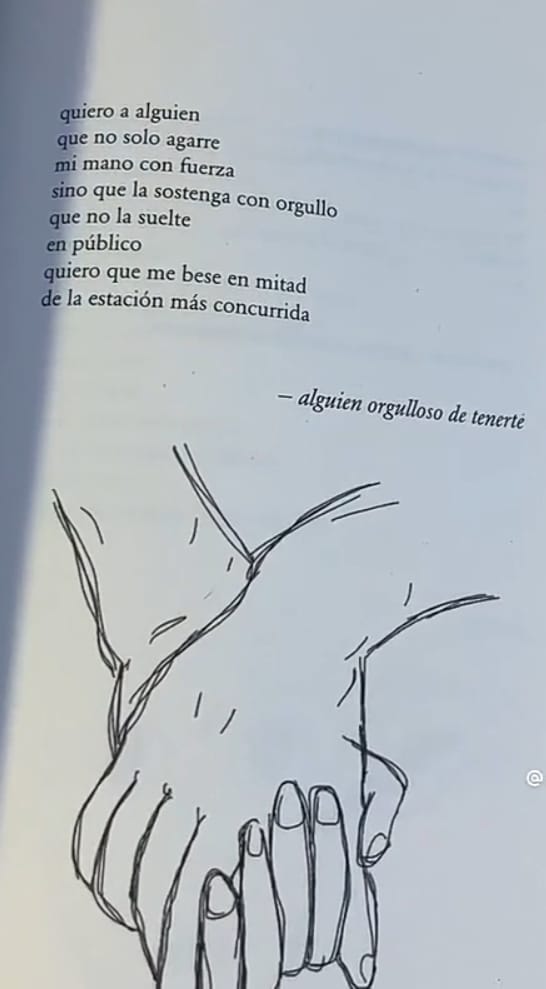 quiero a alguien
que no solo agarre
mi mano con fuerza
sino que la sostenga con orgullo
que no la suelte
en público
quiero que me bese en mitad
de la estación más concurrida
– alguien orgulloso de tenerte
@